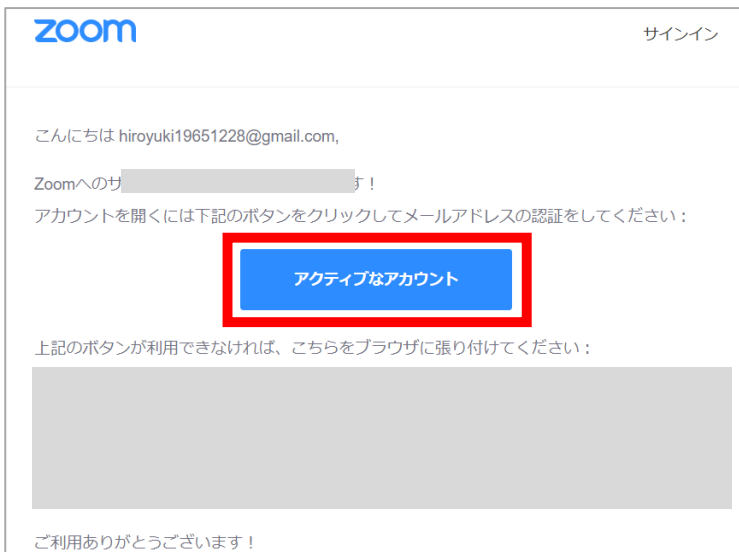 zoom
サインイン
こんにちは hiroyuki19651228@gmail.com,
Zoomへのサ す！
アカウントを開くには下記のボタンをクリックしてメールアドレスの認証をしてください：
アクティブなアカウント
上記のボタンが利用できなければ、こちらをブラウザに張り付けてください：
ご利用ありがとうございます！